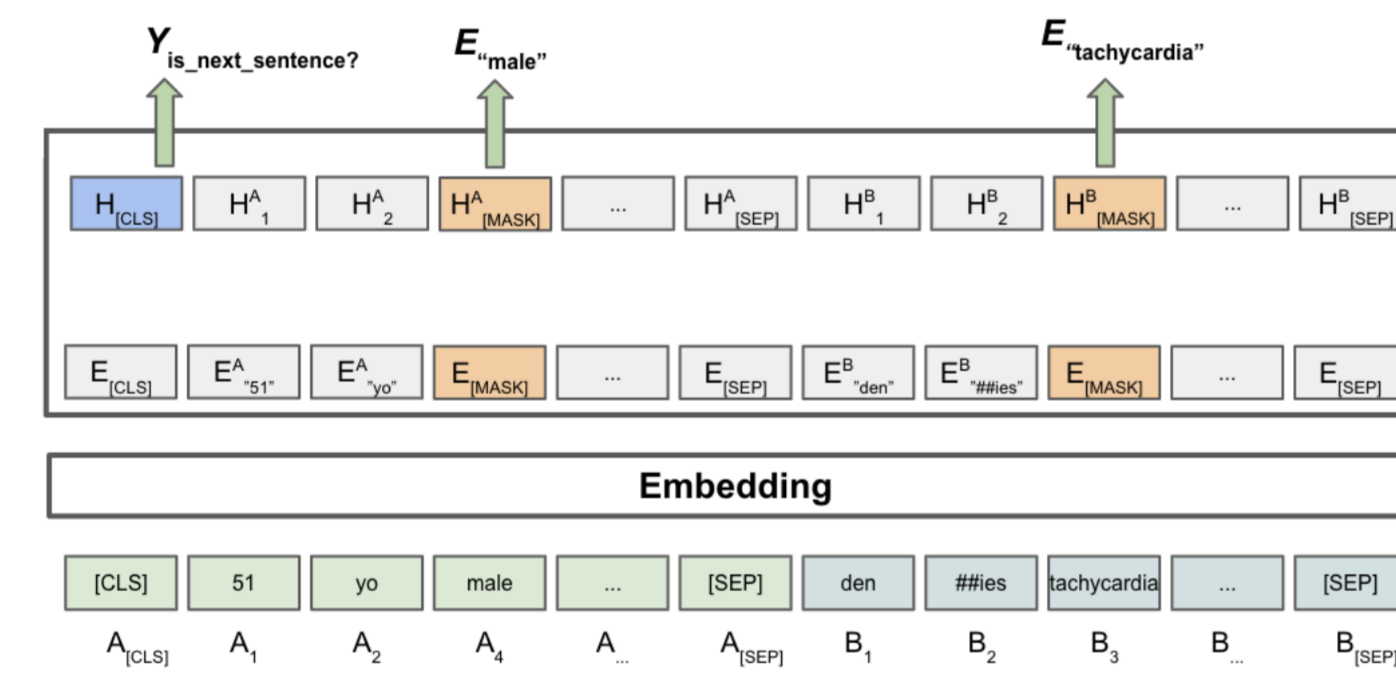 Y is_next_sentence? E “male” E “tachycardia”
H [CLS] H A 1 H A 2 H A [MASK] ... H A [SEP] H B 1 H B 2 H B [MASK] ... H B [SEP]
E [CLS] E A "51" E A "yo" E [MASK] ... E [SEP] E B "den" E B "##ies" E [MASK] ... E [SEP]
Embedding
[CLS] 51 yo male ... [SEP] den ##ies tachycardia ... [SEP]
A [CLS] A 1 A 2 A 4 A ... A [SEP] B 1 B 2 B 3 B ... B [SEP]